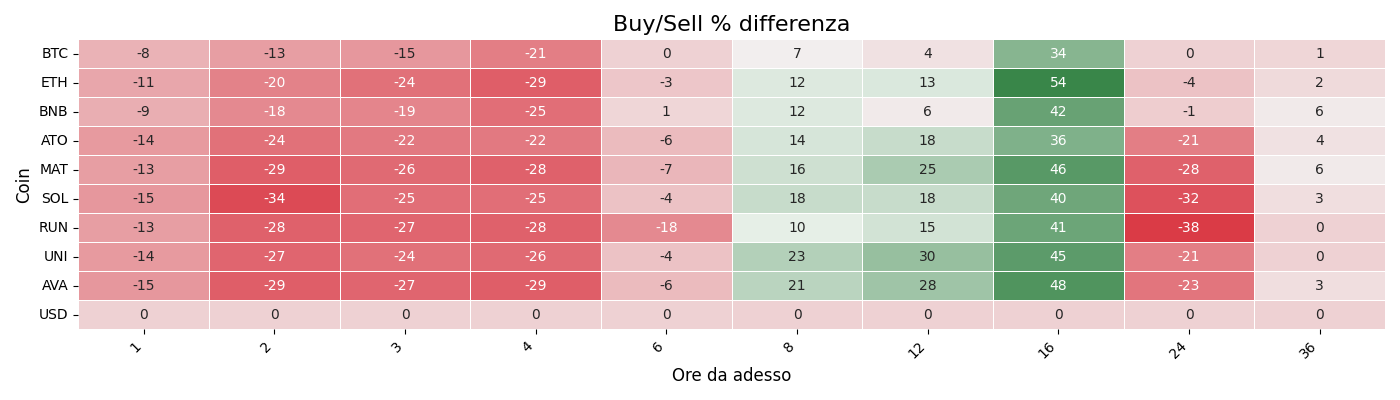 Buy/Sell % differenza
Coin
BTC -8 -13 -15 -21 0 7 4 34 0 1
ETH -11 -20 -24 -29 -3 12 13 54 -4 2
BNB -9 -18 -19 -25 1 12 6 42 -1 6
ATO -14 -24 -22 -22 -6 14 18 36 -21 4
MAT -13 -29 -26 -28 -7 16 25 46 -28 6
SOL -15 -34 -25 -25 -4 18 18 40 -32 3
RUN -13 -28 -27 -28 -18 10 15 41 -38 0
UNI -14 -27 -24 -26 -4 23 30 45 -21 0
AVA -15 -29 -27 -29 -6 21 28 48 -23 3
USD 0 0 0 0 0 0 0 0 0 0
1 2 3 4 6 8 12 16 24 36
Ore da adesso